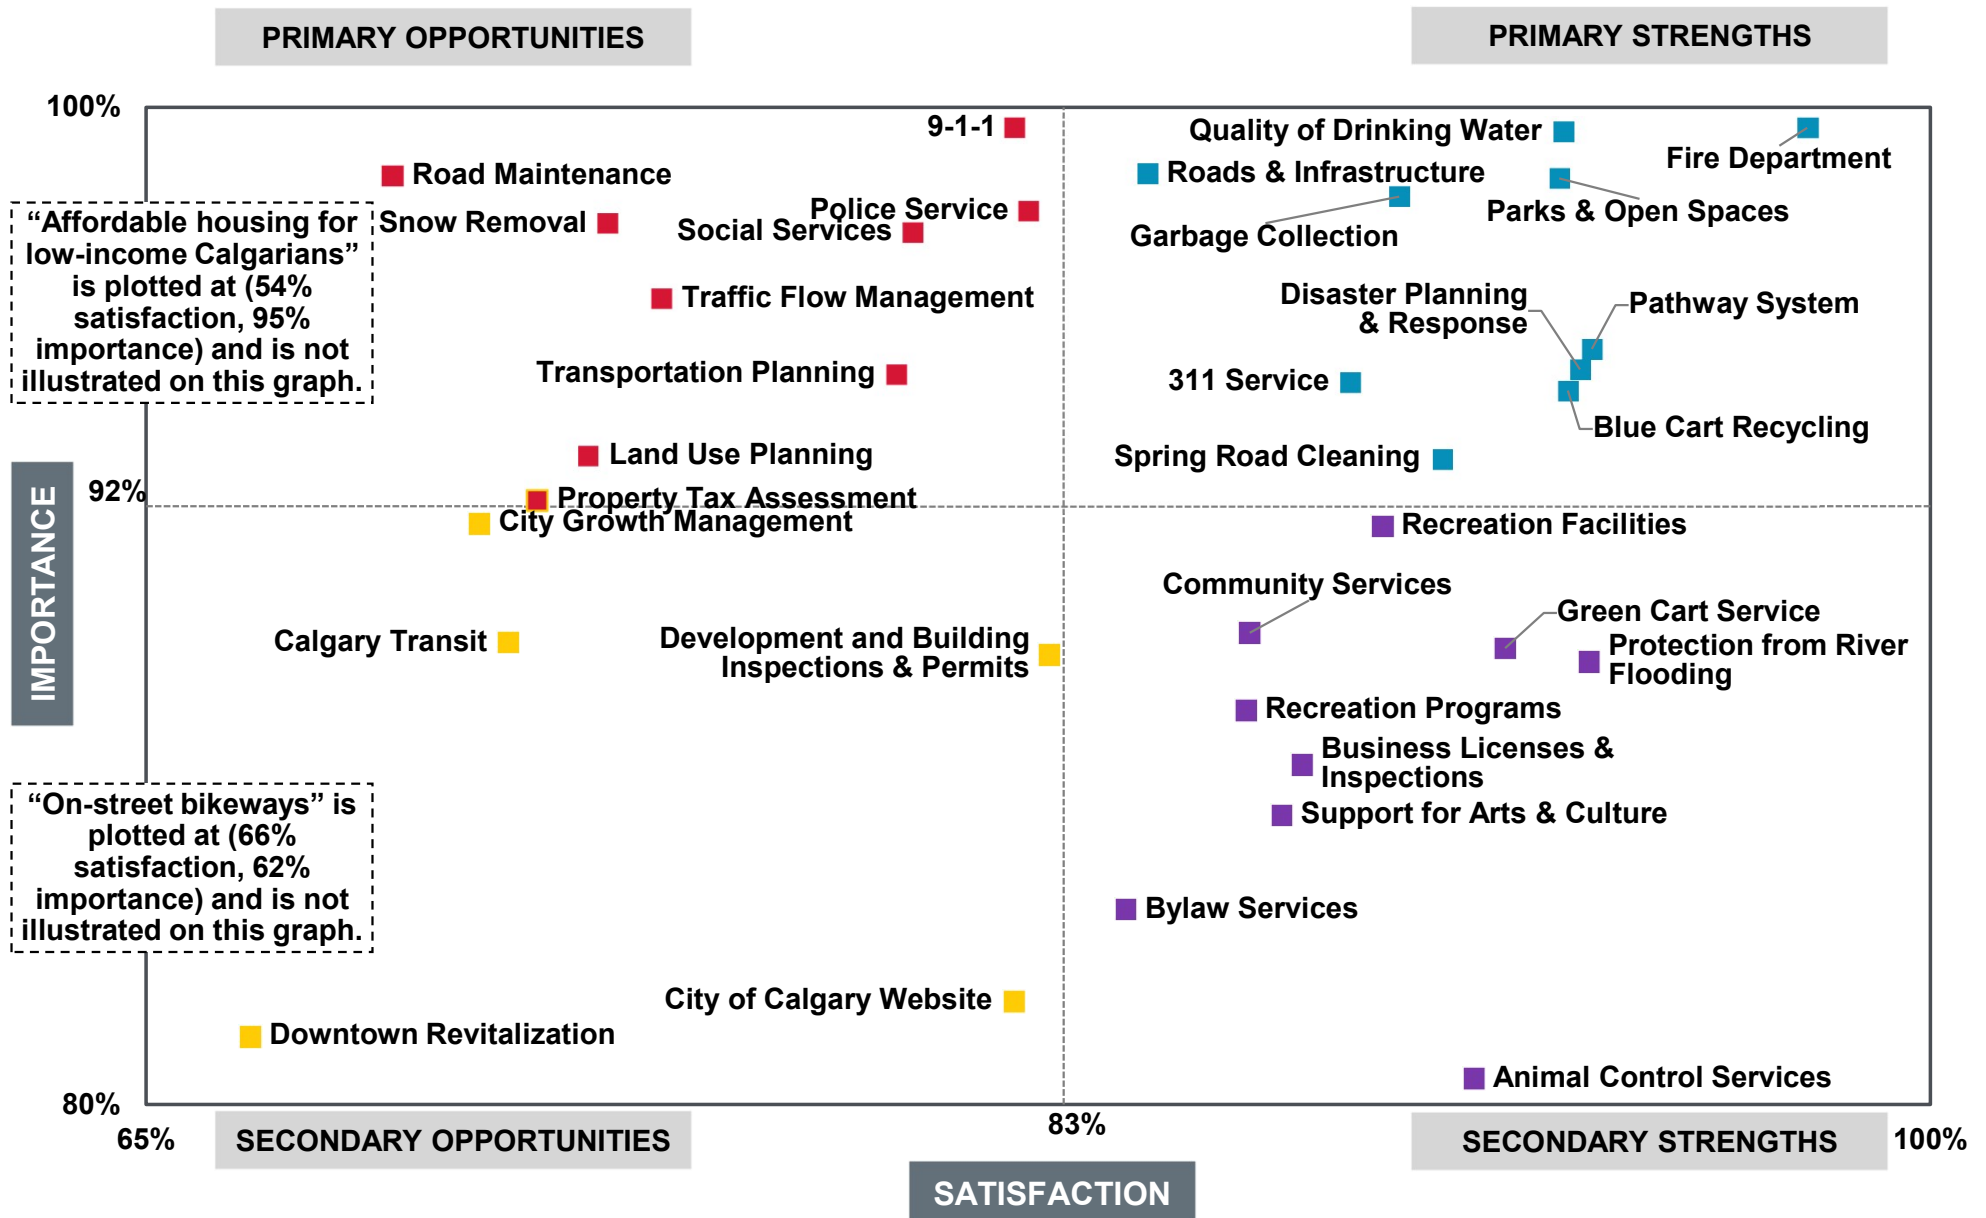 PRIMARY OPPORTUNITIES
PRIMARY STRENGTHS
100%
9-1-1
Quality of Drinking Water
Fire Department
Road Maintenance
Roads & Infrastructure
Police Service
Parks & Open Spaces
Snow Removal
Social Services
Garbage Collection
“Affordable housing for
low-income Calgarians”
is plotted at (54%
satisfaction, 95%
importance) and is not
illustrated on this graph.
Traffic Flow Management
Disaster Planning
& Response
Pathway System
Transportation Planning
311 Service
Blue Cart Recycling
Land Use Planning
Spring Road Cleaning
92%
Property Tax Assessment
City Growth Management
Recreation Facilities
IMPORTANCE
Community Services
Green Cart Service
Calgary Transit
Development and Building
Inspections & Permits
Protection from River
Flooding
Recreation Programs
Business Licenses &
Inspections
“On-street bikeways” is
plotted at (66%
satisfaction, 62%
importance) and is not
illustrated on this graph.
Support for Arts & Culture
Bylaw Services
City of Calgary Website
Downtown Revitalization
Animal Control Services
80%
65%
SECONDARY OPPORTUNITIES
83%
SECONDARY STRENGTHS
100%
SATISFACTION